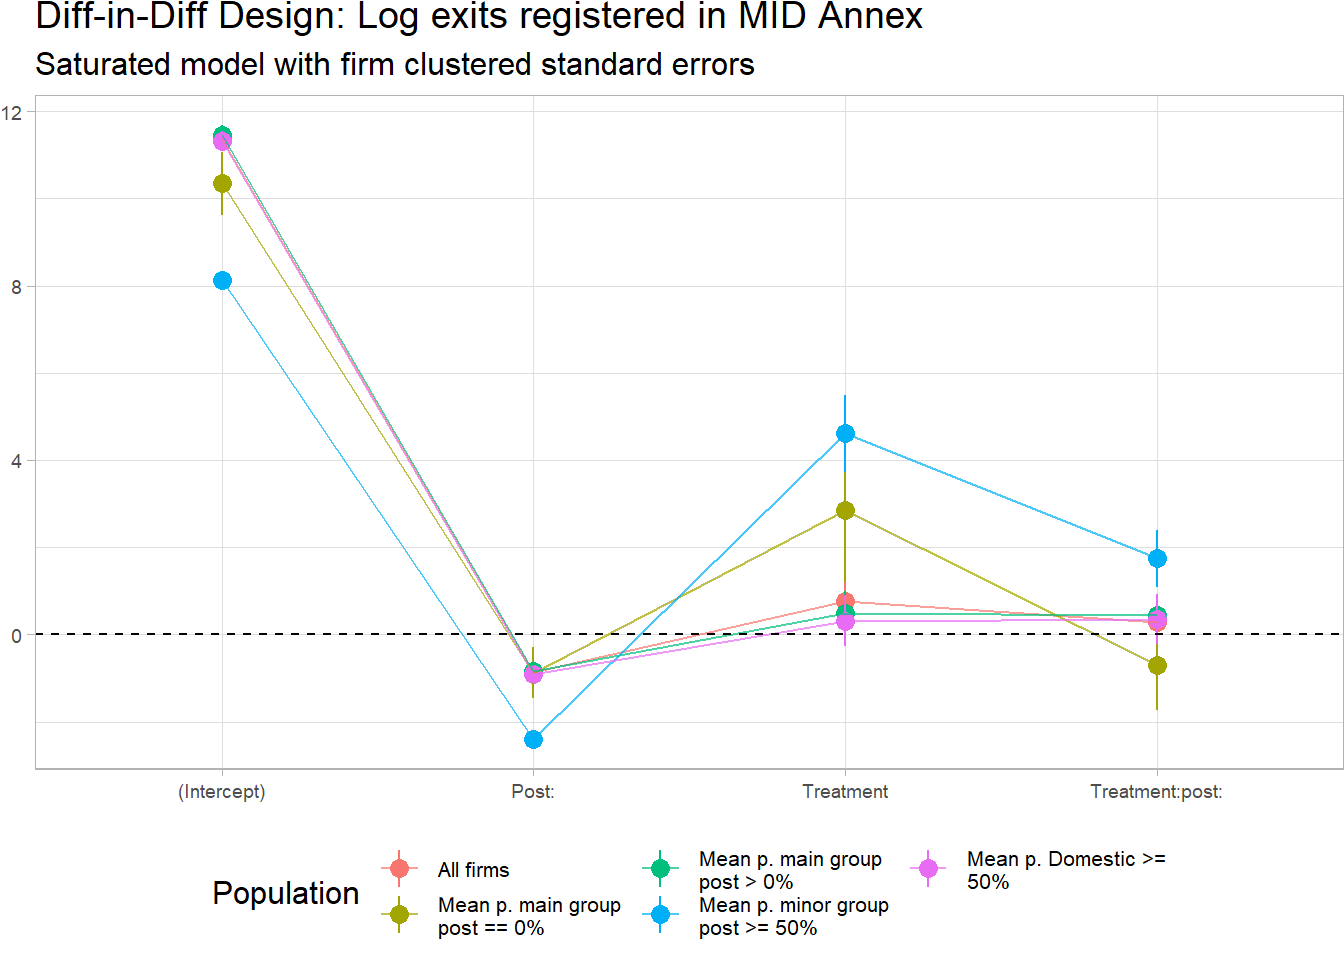 Diff-in-Diff Design: Log exits registered in MID Annex
Saturated model with firm clustered standard errors
12
8
4
0
(Intercept)
Post:
Treatment
Treatment:post:
Population
All firms
Mean p. main group
post == 0%
Mean p. main group
post > 0%
Mean p. minor group
post >= 50%
Mean p. Domestic >=
50%